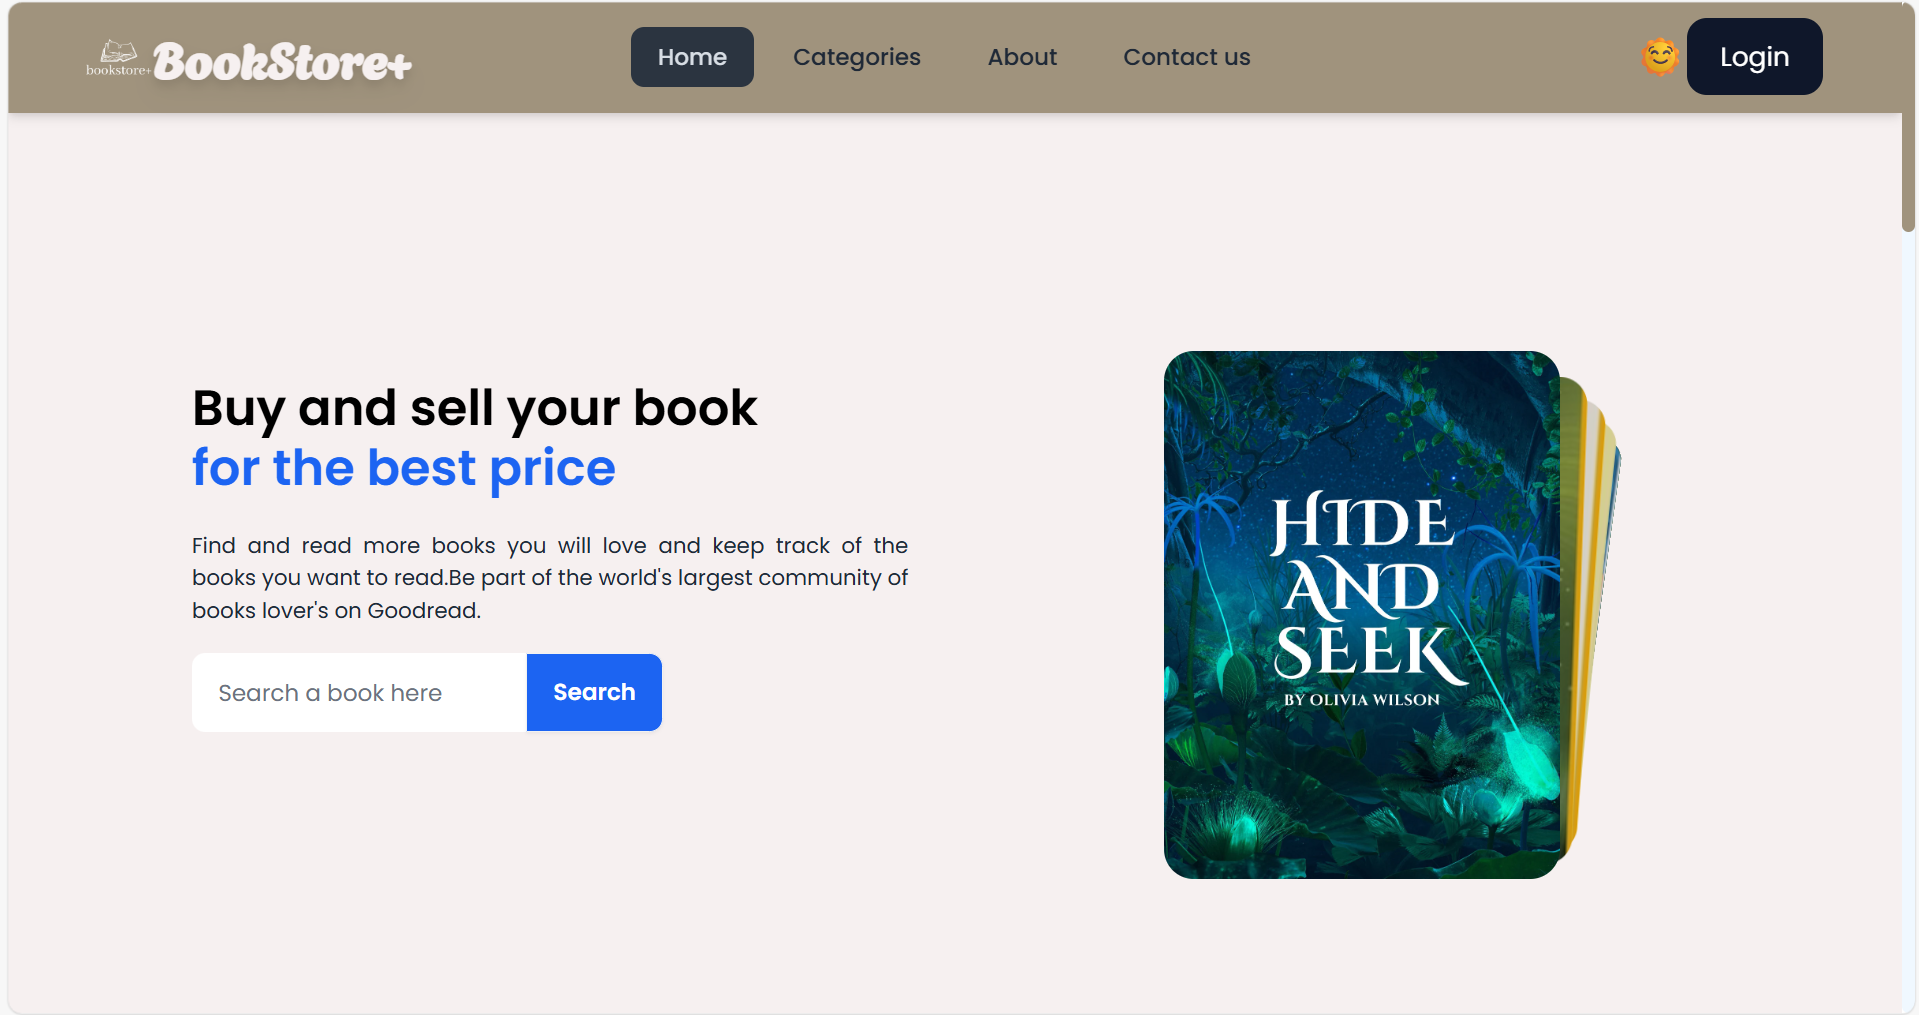 bookstore+
BookStore+
Home
Categories
About
Contact us
Login
Buy and sell your book
for the best price
Find and read more books you will love and keep track of the
books you want to read.Be part of the world's largest community of
books lover's on Goodread.
Search a book here
Search
HIDE
AND
SEEK
BY OLIVIA WILSON